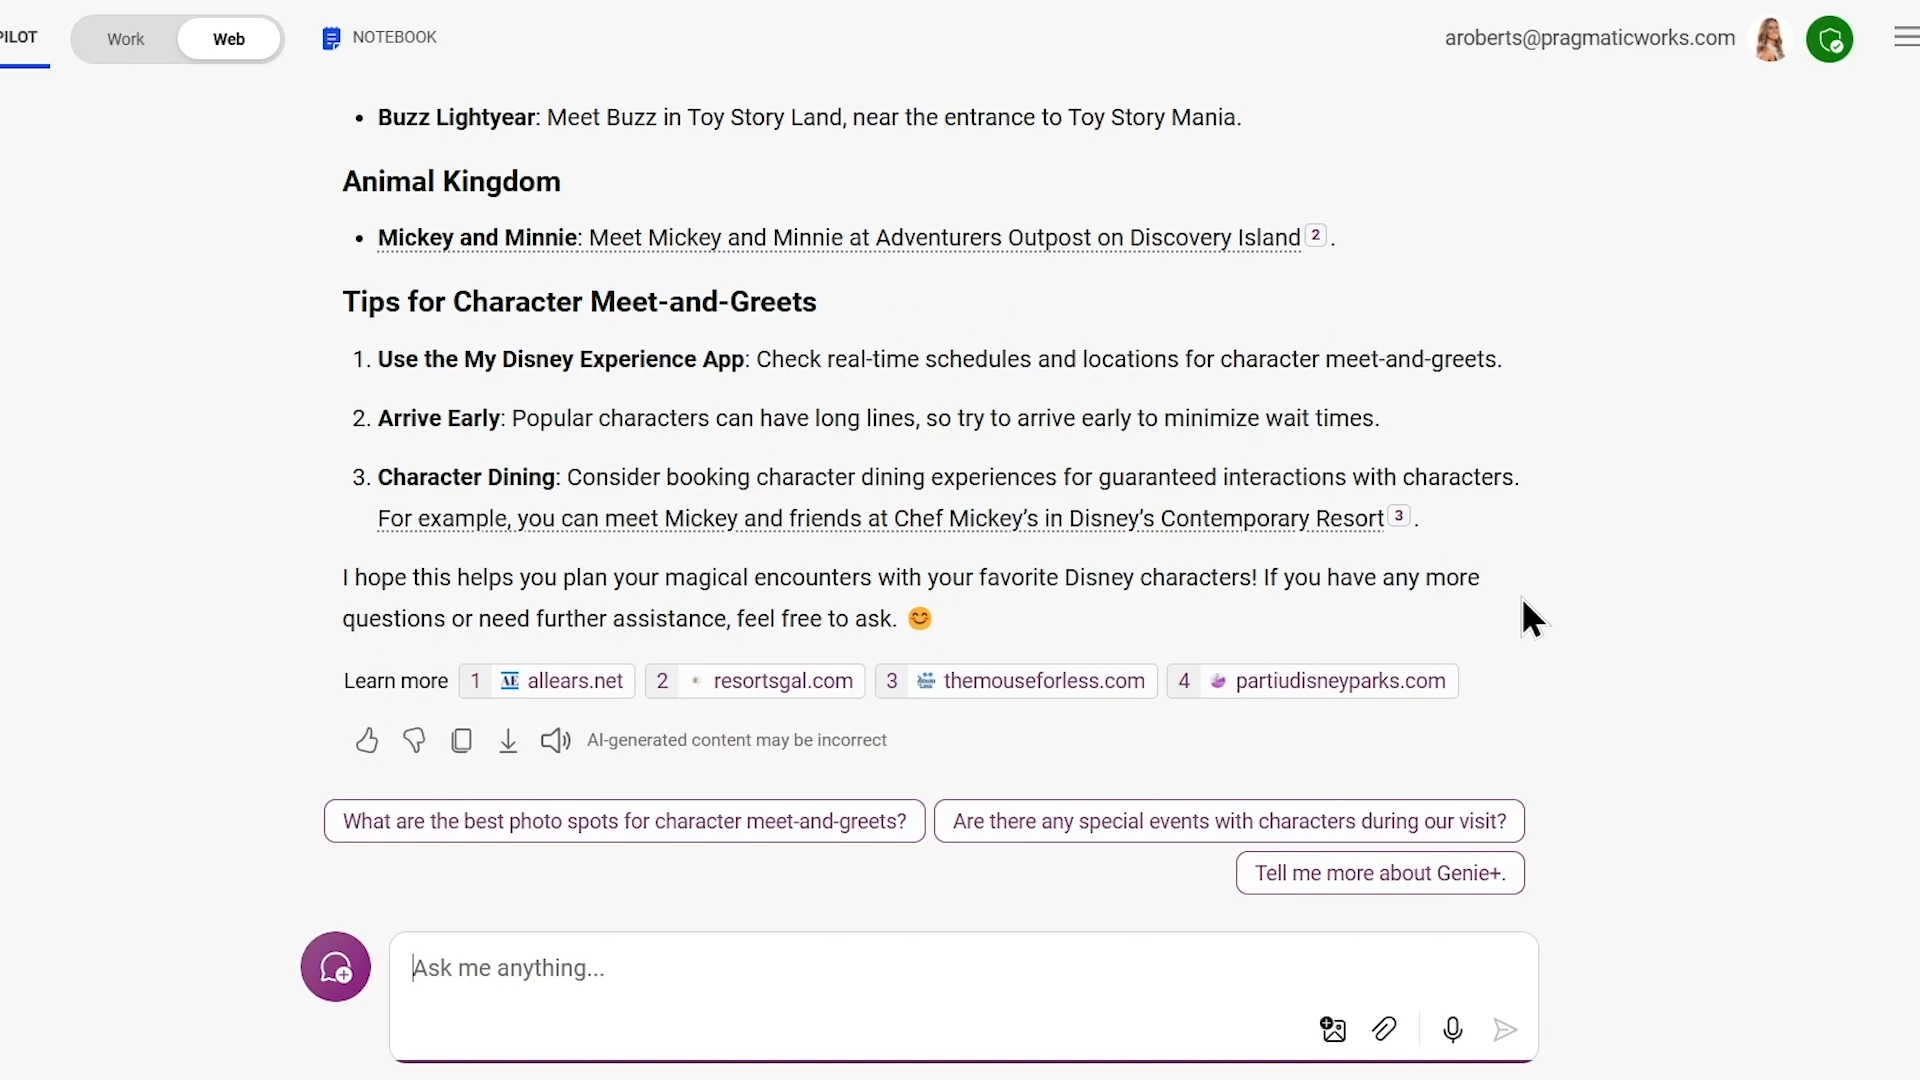 PILOT
Work
Web
NOTEBOOK
aroberts@pragmaticworks.com
• Buzz Lightyear: Meet Buzz in Toy Story Land, near the entrance to Toy Story Mania.
Animal Kingdom
• Mickey and Minnie: Meet Mickey and Minnie at Adventurers Outpost on Discovery Island 2 .
Tips for Character Meet-and-Greets
1. Use the My Disney Experience App: Check real-time schedules and locations for character meet-and-greets.
2. Arrive Early: Popular characters can have long lines, so try to arrive early to minimize wait times.
3. Character Dining: Consider booking character dining experiences for guaranteed interactions with characters.
For example, you can meet Mickey and friends at Chef Mickey’s in Disney’s Contemporary Resort 3 .
I hope this helps you plan your magical encounters with your favorite Disney characters! If you have any more
questions or need further assistance, feel free to ask. 😊
Learn more 1 AE allears.net 2 resortsgal.com 3 themouseforless.com 4 partiudisneyparks.com
AI-generated content may be incorrect
What are the best photo spots for character meet-and-greets?
Are there any special events with characters during our visit?
Tell me more about Genie+.
Ask me anything...